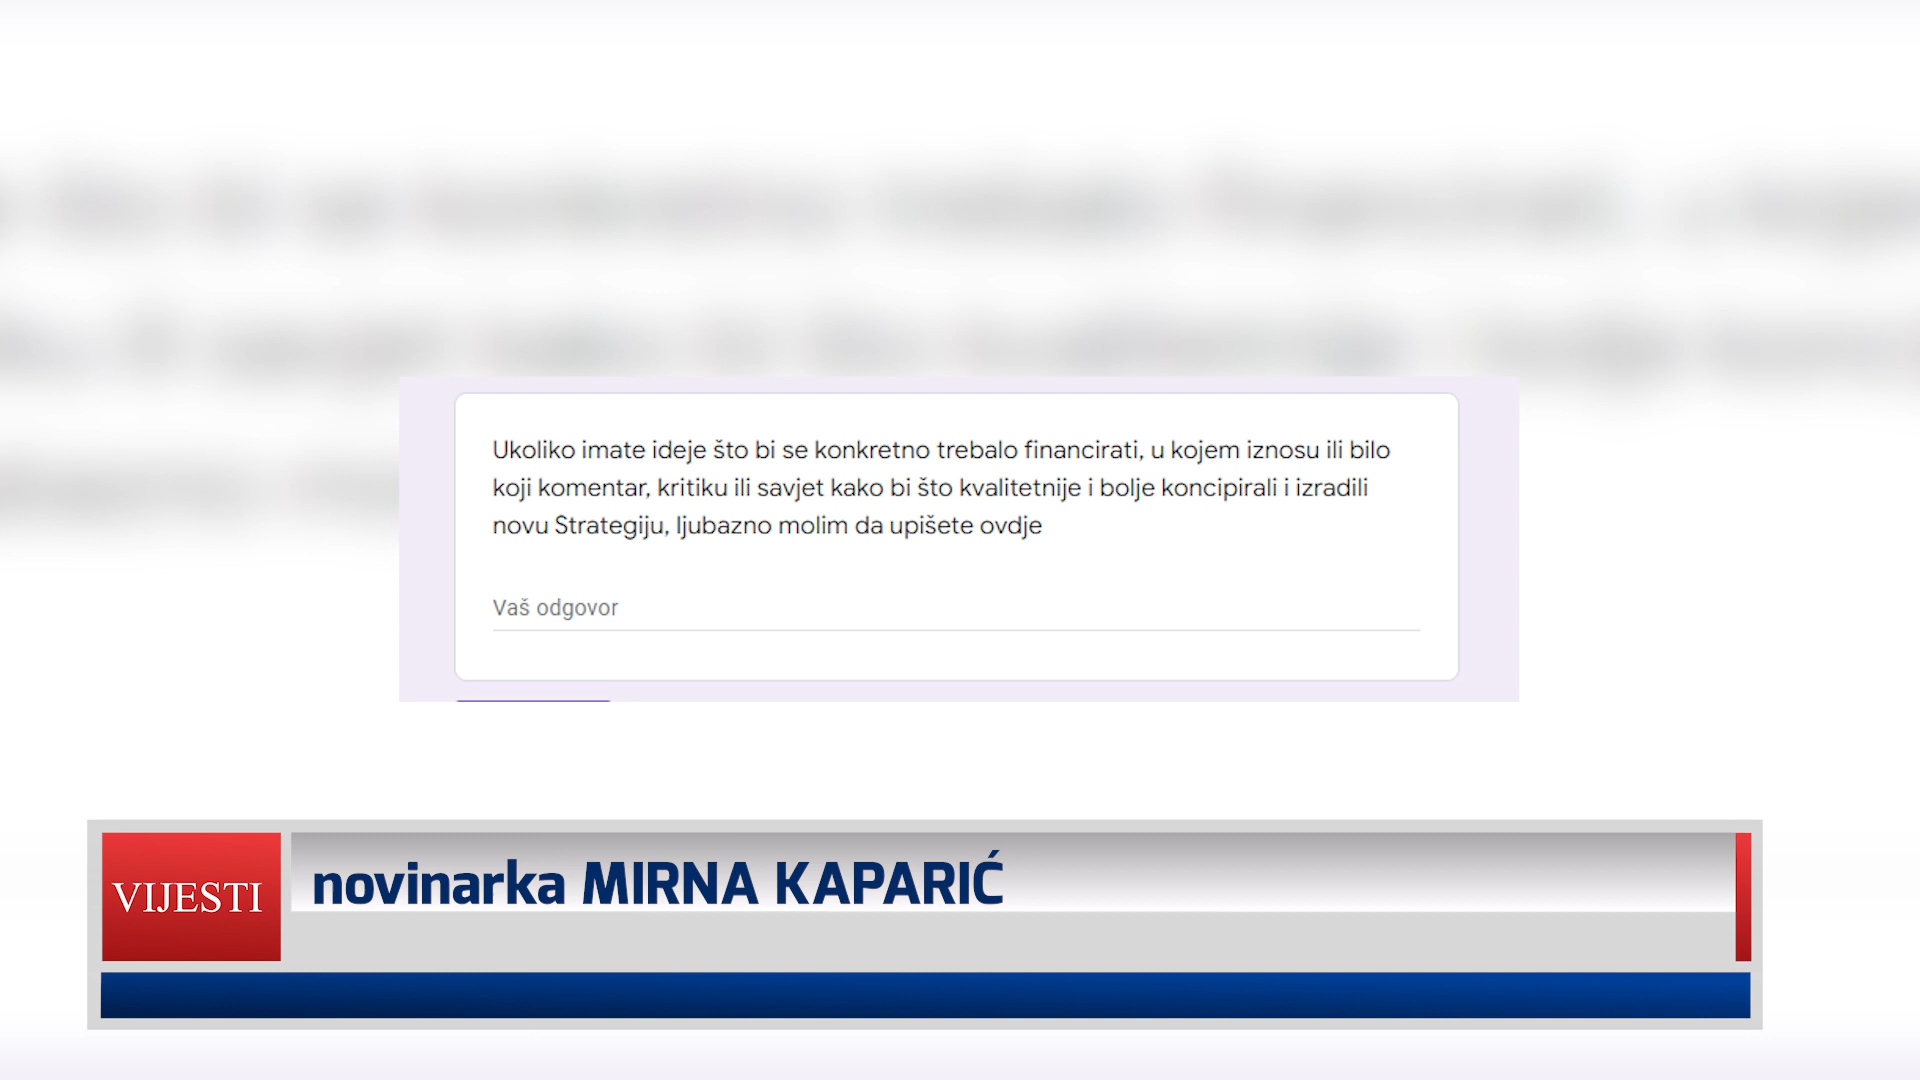 Ukoliko imate ideje što bi se konkretno trebalo financirati, u kojem iznosu ili bilo
koji komentar, kritiku ili savjet kako bi što kvalitetnije i bolje koncipirali i izradili
novu Strategiju, ljubazno molim da upišete ovdje
Vaš odgovor
VIJESTI
novinarka MIRNA KAPARIĆ